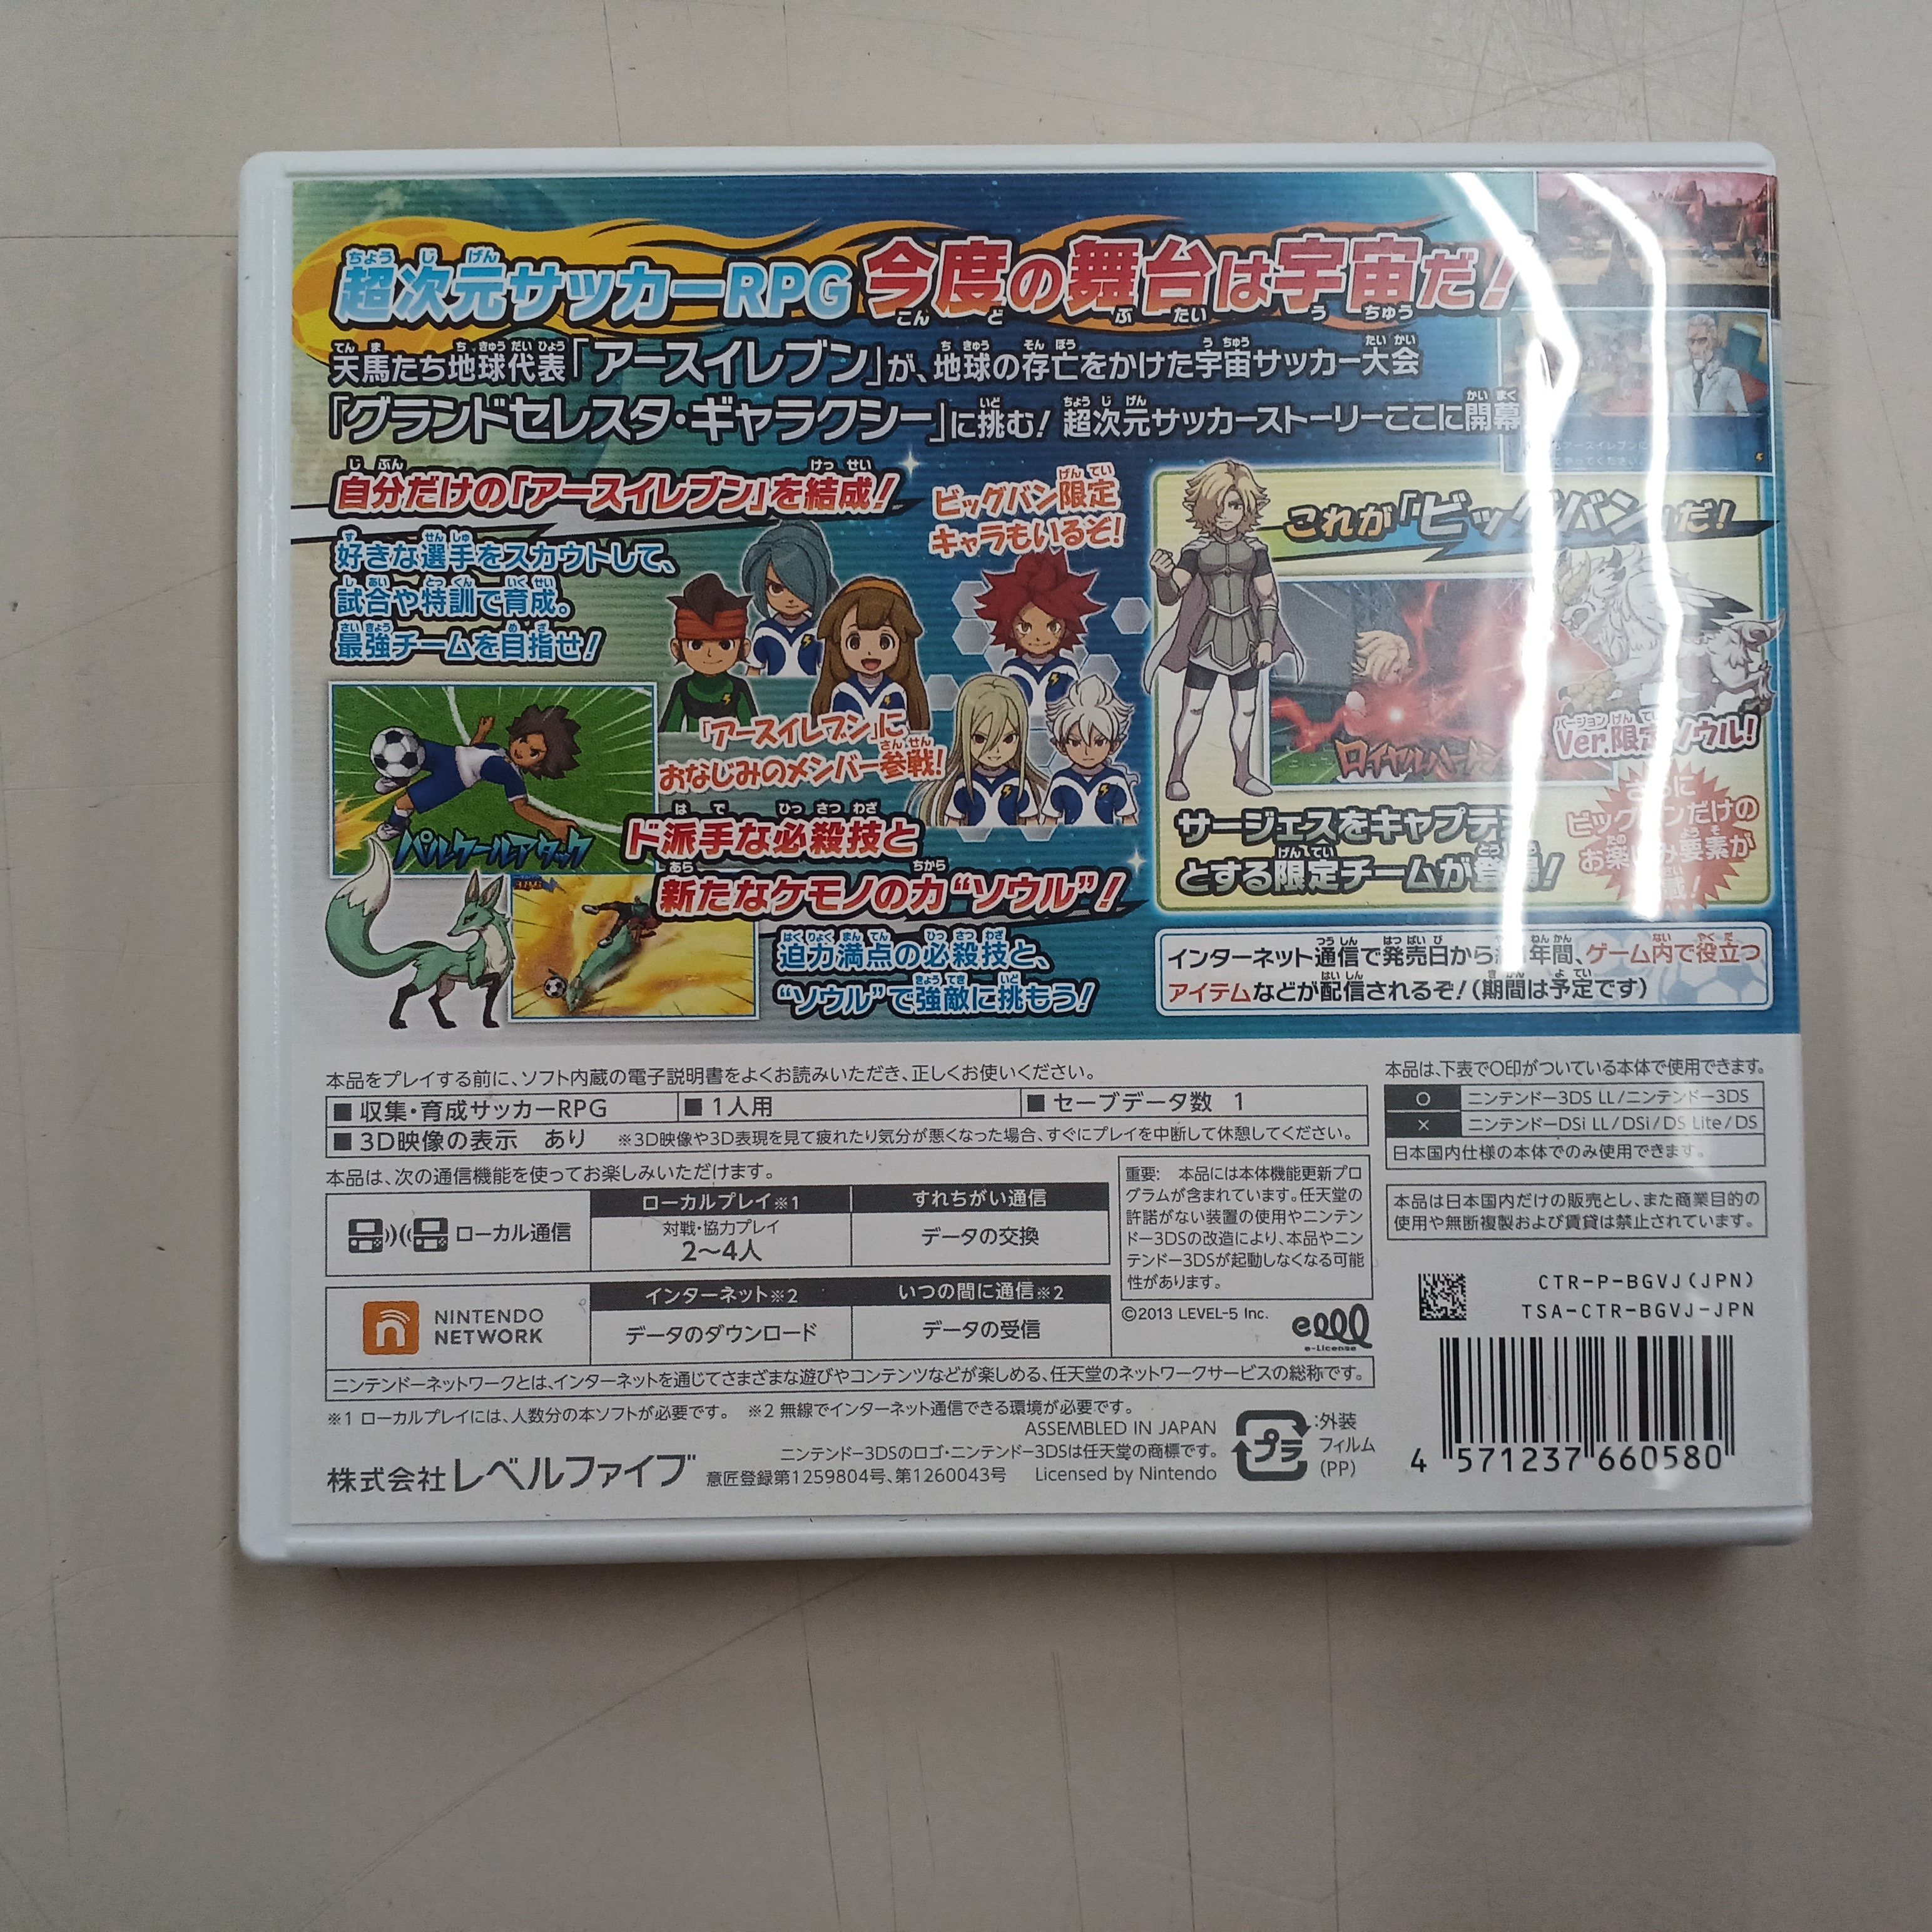 超次元サッカーRPG 今度の舞台は宇宙だ!
天馬たち地球代表「アースイレブン」が、地球の存亡をかけた宇宙サッカー大会
「グランドセレスタ・ギャラクシー」に挑む! 超次元サッカーストーリーここに開幕
自分だけの「アースイレブン」を結成!
好きな選手をスカウトして、
試合や特訓で育成。
最強チームを目指せ!
ビッグバン限定
キャラもいるぞ!
「アースイレブン」に
おなじみのメンバー参戦!
パルクールアタック
ド派手な必殺技と
新たなケモノの力“ソウル”!
迫力満点の必殺技と、
“ソウル”で強敵に挑もう!
これが「ビッグバン」だ!
Ver.限定ソウル!
サージェスをキャプテ
とする限定チームが登場!
さらに
ビッグバンだけの
お楽しみ要素が
インターネット通信で発売日から 年間、ゲーム内で役立つ
アイテムなどが配信されるぞ!(期間は予定です)
本品をプレイする前に、ソフト内蔵の電子説明書をよくお読みいただき、正しくお使いください。
■ 収集・育成サッカーRPG ■ 1人用 ■ セーブデータ数 1
■ 3D映像の表示 あり ※3D映像や3D表現を見て疲れたり気分が悪くなった場合、すぐにプレイを中断して休憩してください。
本品は、次の通信機能を使ってお楽しみいただけます。
ローカル通信
ローカルプレイ※1 すれちがい通信
対戦・協力プレイ
2〜4人
データの交換
NINTENDO
NETWORK
インターネット※2 いつの間に通信※2
データのダウンロード データの受信
ニンテンドーネットワークとは、インターネットを通じてさまざまな遊びやコンテンツなどが楽しめる、任天堂のネットワークサービスの総称です。
※1 ローカルプレイには、人数分の本ソフトが必要です。 ※2 無線でインターネット通信できる環境が必要です。
重要: 本品には本体機能更新プロ
グラムが含まれています。任天堂の
許諾がない装置の使用やニンテン
ドー3DSの改造により、本品やニン
テンドー3DSが起動しなくなる可能
性があります。
©2013 LEVEL-5 Inc.
e-License
本品は、下表で○印がついている本体で使用できます。
○ ニンテンドー3DS LL/ニンテンドー3DS
× ニンテンドーDSi LL/DSi/DS Lite/DS
日本国内仕様の本体でのみ使用できます。
本品は日本国内だけの販売とし、また商業目的の
使用や無断複製および賃貸は禁止されています。
CTR-P-BGVJ(JPN)
TSA-CTR-BGVJ-JPN
4 571237 660580
ASSEMBLED IN JAPAN
ニンテンドー3DSのロゴ・ニンテンドー3DSは任天堂の商標です。
意匠登録第1259804号、第1260043号 Licensed by Nintendo
株式会社レベルファイブ
プラ
:外装
フィルム
(PP)